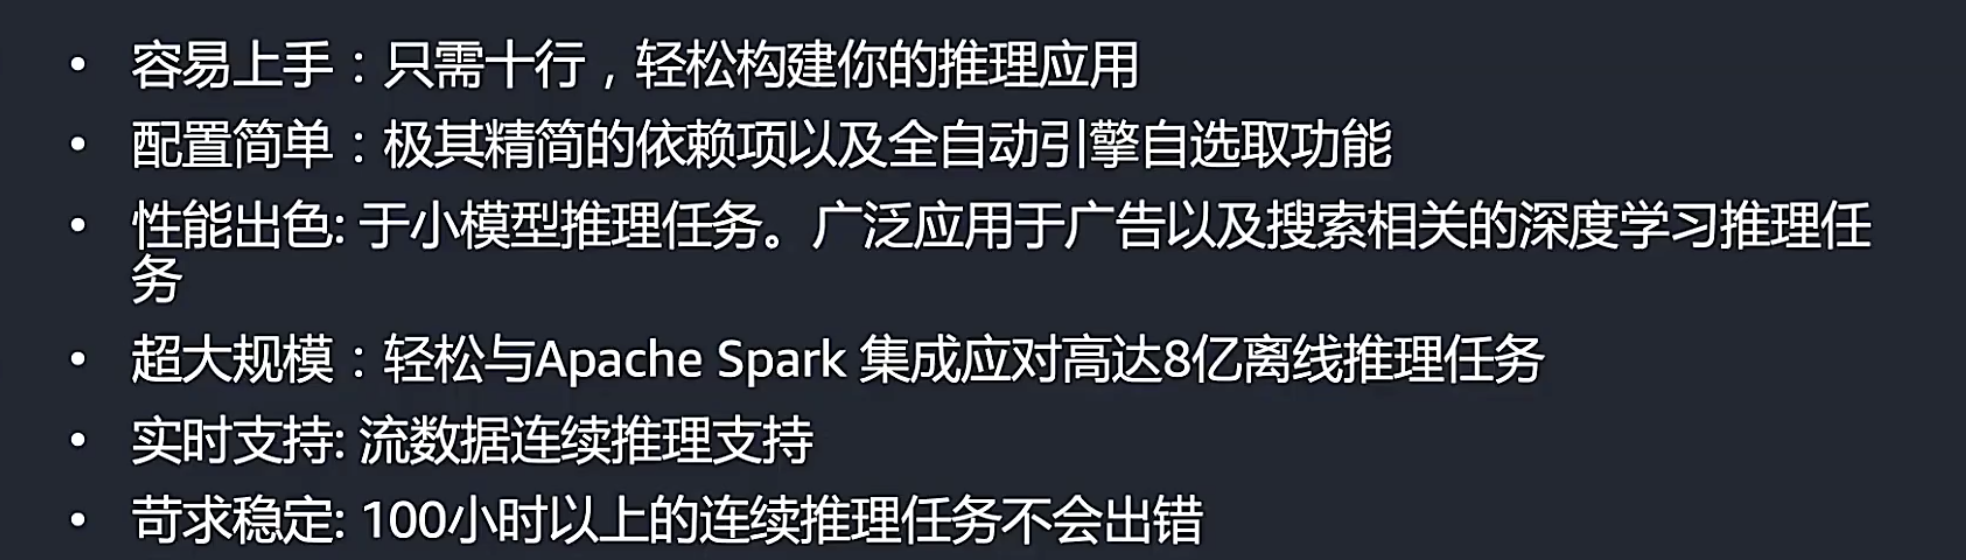 • 容易上手：只需十行，轻松构建你的推理应用
• 配置简单：极其精简的依赖项以及全自动引擎自选取功能
• 性能出色: 于小模型推理任务。广泛应用于广告以及搜索相关的深度学习推理任
务
• 超大规模：轻松与Apache Spark 集成应对高达8亿离线推理任务
• 实时支持: 流数据连续推理支持
• 苛求稳定: 100小时以上的连续推理任务不会出错